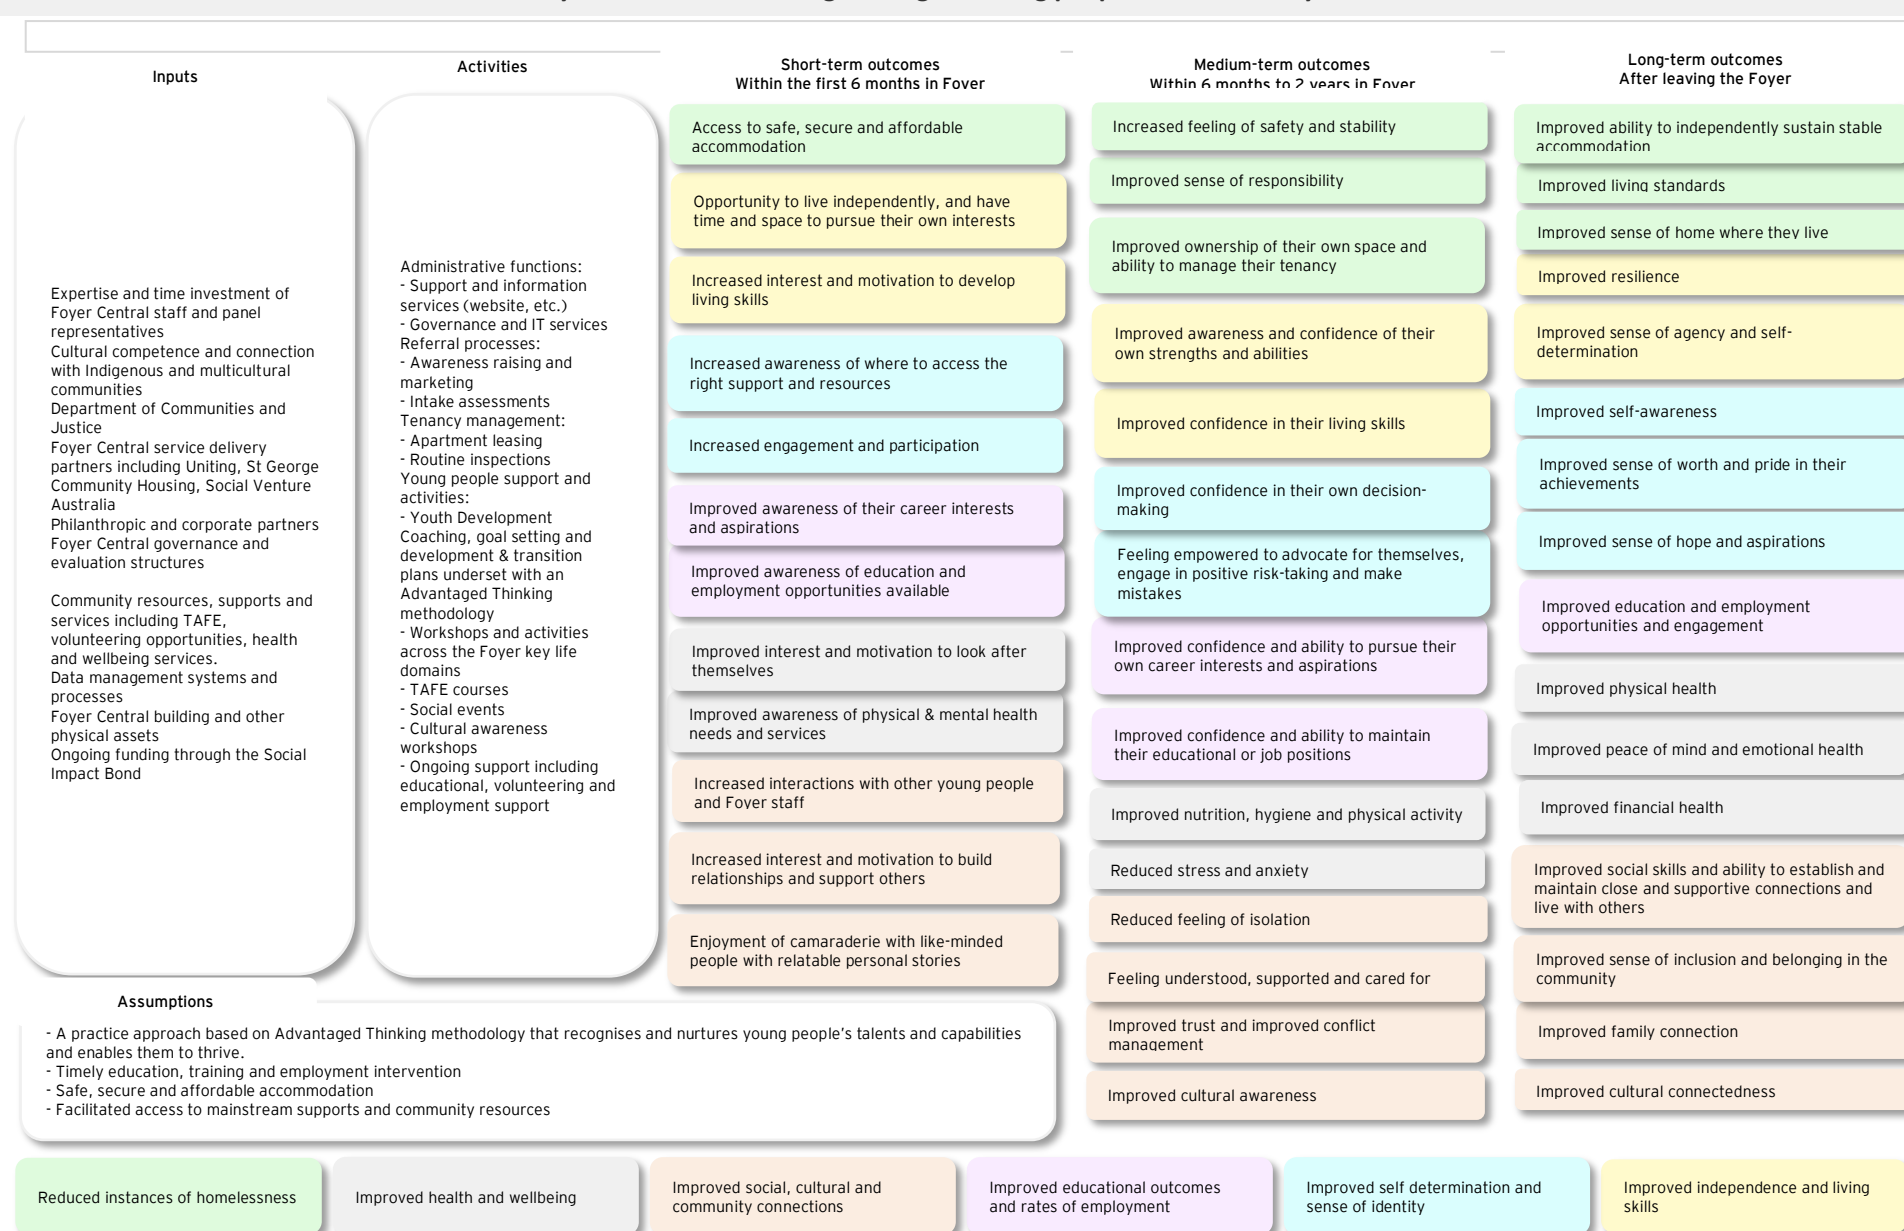 Inputs
Expertise and time investment of
Foyer Central staff and panel
representatives
Cultural competence and connection
with Indigenous and multicultural
communities
Department of Communities and
Justice
Foyer Central service delivery
partners including Uniting, St George
Community Housing, Social Venture
Australia
Philanthropic and corporate partners
Foyer Central governance and
evaluation structures
Community resources, supports and
services including TAFE,
volunteering opportunities, health
and wellbeing services.
Data management systems and
processes
Foyer Central building and other
physical assets
Ongoing funding through the Social
Impact Bond
Activities
Administrative functions:
- Support and information
services (website, etc.)
- Governance and IT services
Referral processes:
- Awareness raising and
marketing
- Intake assessments
Tenancy management:
- Apartment leasing
- Routine inspections
Young people support and
activities:
- Youth Development
Coaching, goal setting and
development & transition
plans underset with an
Advantaged Thinking
methodology
- Workshops and activities
across the Foyer key life
domains
- TAFE courses
- Social events
- Cultural awareness
workshops
- Ongoing support including
educational, volunteering and
employment support
Short-term outcomes
Within the first 6 months in Foyer
Access to safe, secure and affordable
accommodation
Opportunity to live independently, and have
time and space to pursue their own interests
Increased interest and motivation to develop
living skills
Increased awareness of where to access the
right support and resources
Increased engagement and participation
Improved awareness of their career interests
and aspirations
Improved awareness of education and
employment opportunities available
Improved interest and motivation to look after
themselves
Improved awareness of physical & mental health
needs and services
Increased interactions with other young people
and Foyer staff
Increased interest and motivation to build
relationships and support others
Enjoyment of camaraderie with like-minded
people with relatable personal stories
Medium-term outcomes
Within 6 months to 2 years in Foyer
Increased feeling of safety and stability
Improved sense of responsibility
Improved ownership of their own space and
ability to manage their tenancy
Improved awareness and confidence of their
own strengths and abilities
Improved confidence in their living skills
Improved confidence in their own decision-
making
Feeling empowered to advocate for themselves,
engage in positive risk-taking and make
mistakes
Improved confidence and ability to pursue their
own career interests and aspirations
Improved confidence and ability to maintain
their educational or job positions
Improved nutrition, hygiene and physical activity
Reduced stress and anxiety
Reduced feeling of isolation
Feeling understood, supported and cared for
Improved trust and improved conflict
management
Improved cultural awareness
Long-term outcomes
After leaving the Foyer
Improved ability to independently sustain stable
accommodation
Improved living standards
Improved sense of home where they live
Improved resilience
Improved sense of agency and self-
determination
Improved self-awareness
Improved sense of worth and pride in their
achievements
Improved sense of hope and aspirations
Improved education and employment
opportunities and engagement
Improved physical health
Improved peace of mind and emotional health
Improved financial health
Improved social skills and ability to establish and
maintain close and supportive connections and
live with others
Improved sense of inclusion and belonging in the
community
Improved family connection
Improved cultural connectedness
Assumptions
- A practice approach based on Advantaged Thinking methodology that recognises and nurtures young people's talents and capabilities
and enables them to thrive.
- Timely education, training and employment intervention
- Safe, secure and affordable accommodation
- Facilitated access to mainstream supports and community resources
Reduced instances of homelessness
Improved health and wellbeing
Improved social, cultural and
community connections
Improved educational outcomes
and rates of employment
Improved self determination and
sense of identity
Improved independence and living
skills